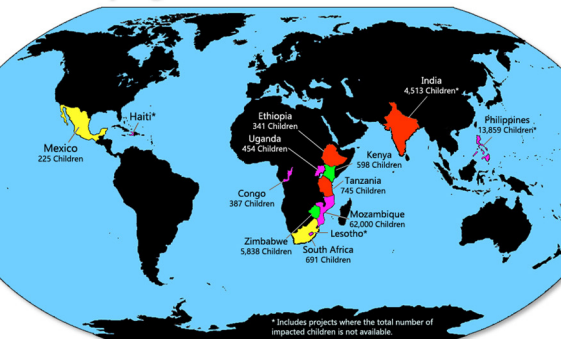 India
4,513 Children*
Haiti*
Ethiopia
341 Children
Philippines
13,859 Children*
Uganda
454 Children
Mexico
225 Children
Kenya
598 Children
Tanzania
745 Children
Congo
387 Children
Mozambique
62,000 Children
Lesotho*
Zimbabwe
5,838 Children
South Africa
691 Children
* Includes projects where the total number of
impacted children is not available.